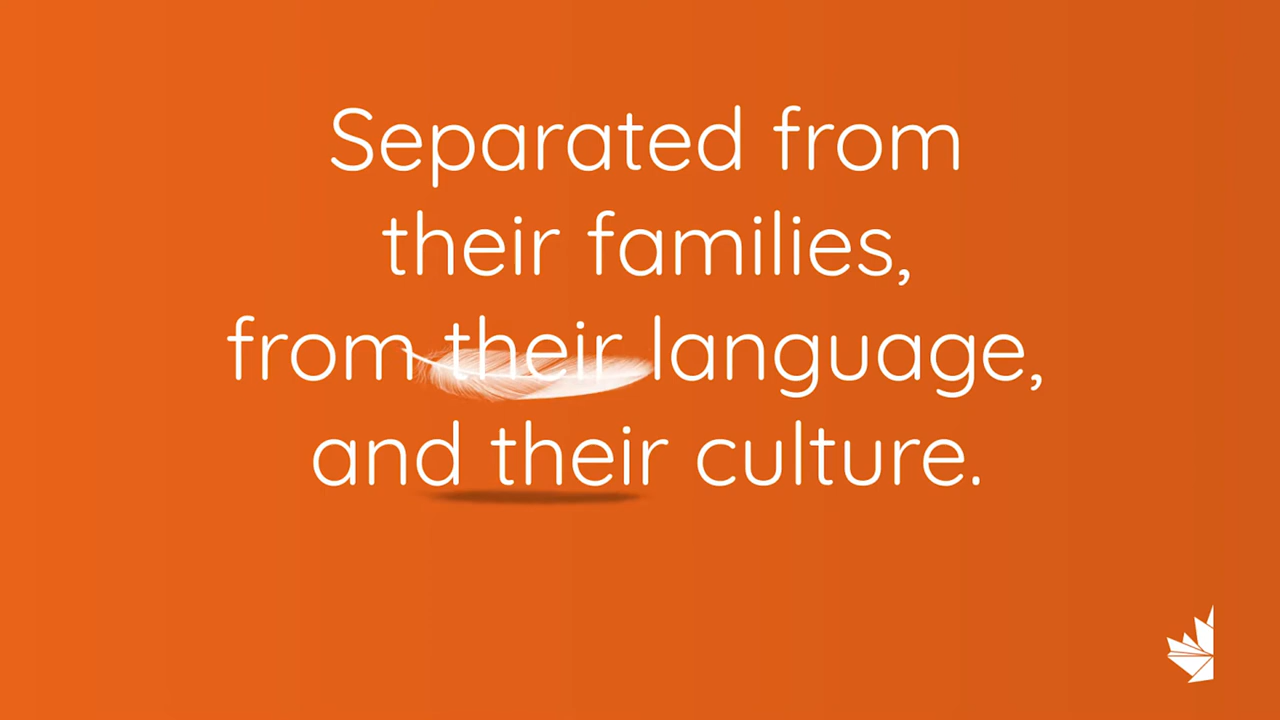 Separated from
their families,
from their language,
and their culture.